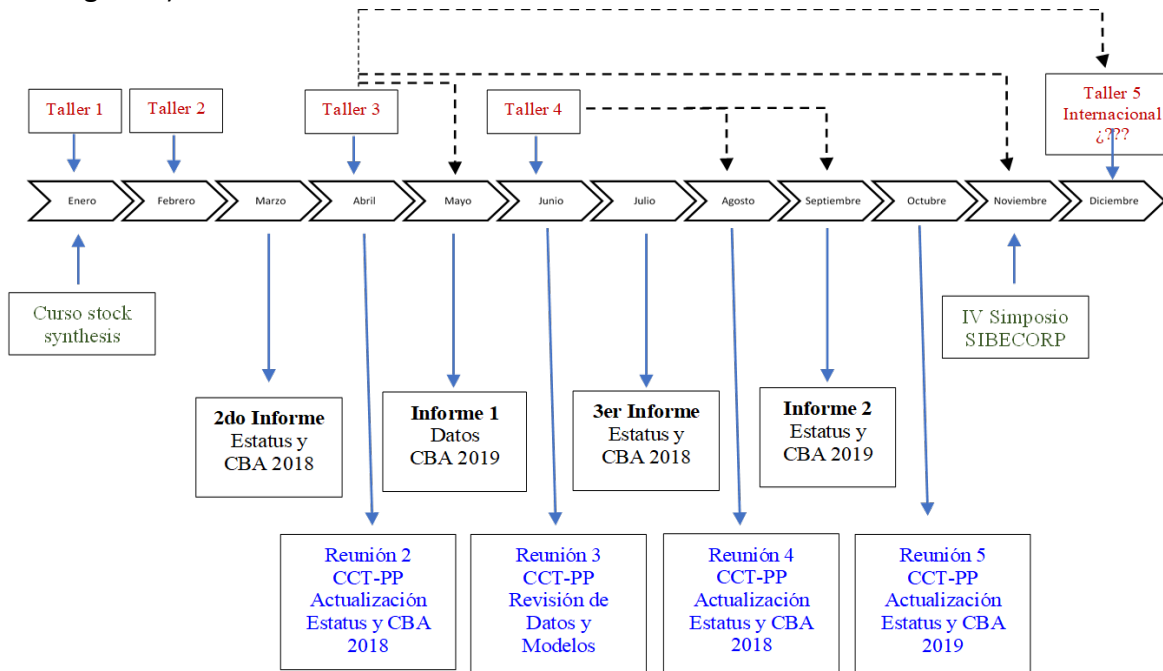 Taller 1
Taller 2
Taller 3
Taller 4
Taller 5
Internacional
¿???
Enero
Febrero
Marzo
Abril
Mayo
Junio
Julio
Agosto
Septiembre
Octubre
Noviembre
Diciembre
Curso stock
synthesis
IV Simposio
SIBECORP
2do Informe
Estatus y
CBA 2018
Informe 1
Datos
CBA 2019
3er Informe
Estatus y
CBA 2018
Informe 2
Estatus y
CBA 2019
Reunión 2
CCT-PP
Actualización
Estatus y CBA
2018
Reunión 3
CCT-PP
Revisión de
Datos y
Modelos
Reunión 4
CCT-PP
Actualización
Estatus y CBA
2018
Reunión 5
CCT-PP
Actualización
Estatus y CBA
2019